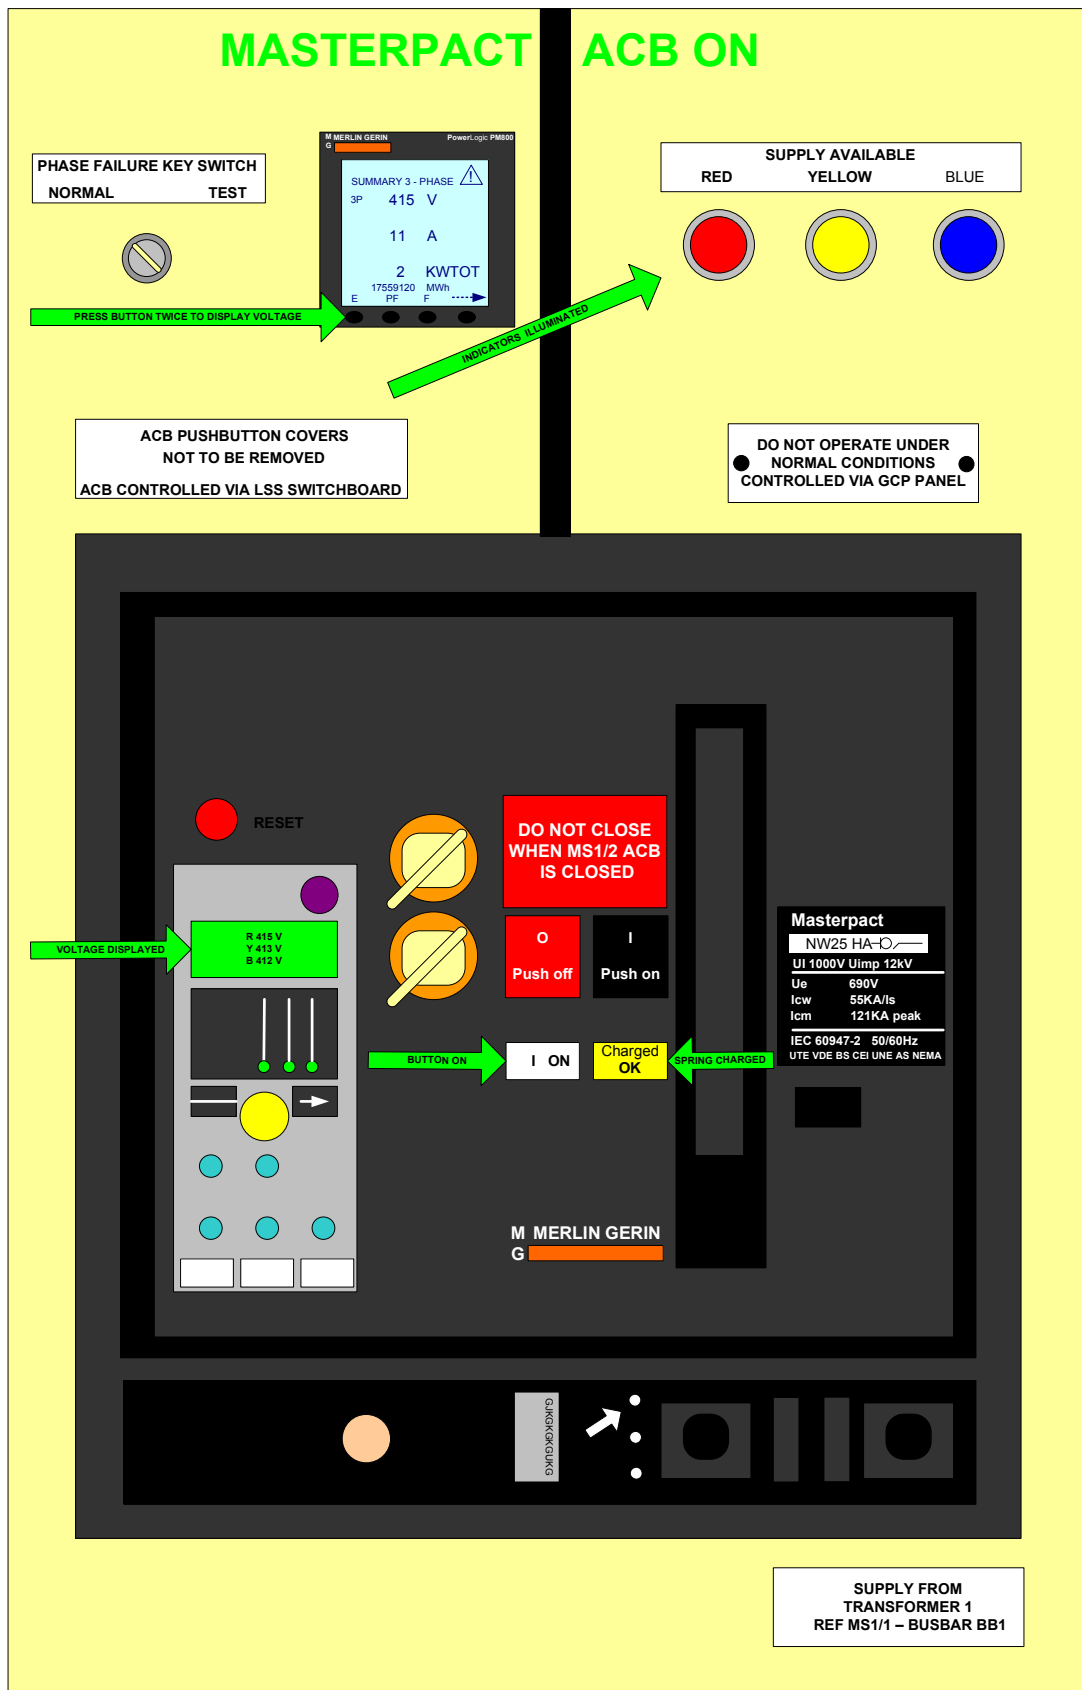 MASTERPACT ACB ON
M MERLIN GERIN PowerLogic PM800
G
PHASE FAILURE KEY SWITCH
NORMAL TEST
SUMMARY 3 - PHASE !
3P 415 V
11 A
2 KWTOT
17559120 MWh
E PF F
SUPPLY AVAILABLE
RED YELLOW BLUE
PRESS BUTTON TWICE TO DISPLAY VOLTAGE
INDICATORS ILLUMINATED
ACB PUSHBUTTON COVERS
NOT TO BE REMOVED
ACB CONTROLLED VIA LSS SWITCHBOARD
DO NOT OPERATE UNDER
NORMAL CONDITIONS
CONTROLLED VIA GCP PANEL
RESET
DO NOT CLOSE
WHEN MS1/2 ACB
IS CLOSED
VOLTAGE DISPLAYED
R 415 V
Y 413 V
B 412 V
O
Push off
I
Push on
Masterpact
NW25 HA
UI 1000V Uimp 12kV
Ue 690V
Icw 55KA/Is
Icm 121KA peak
IEC 60947-2 50/60Hz
UTE VDE BS CEI UNE AS NEMA
BUTTON ON
I ON
Charged
OK
SPRING CHARGED
M MERLIN GERIN
G
GJKGKGKGUKG
SUPPLY FROM
TRANSFORMER 1
REF MS1/1 – BUSBAR BB1